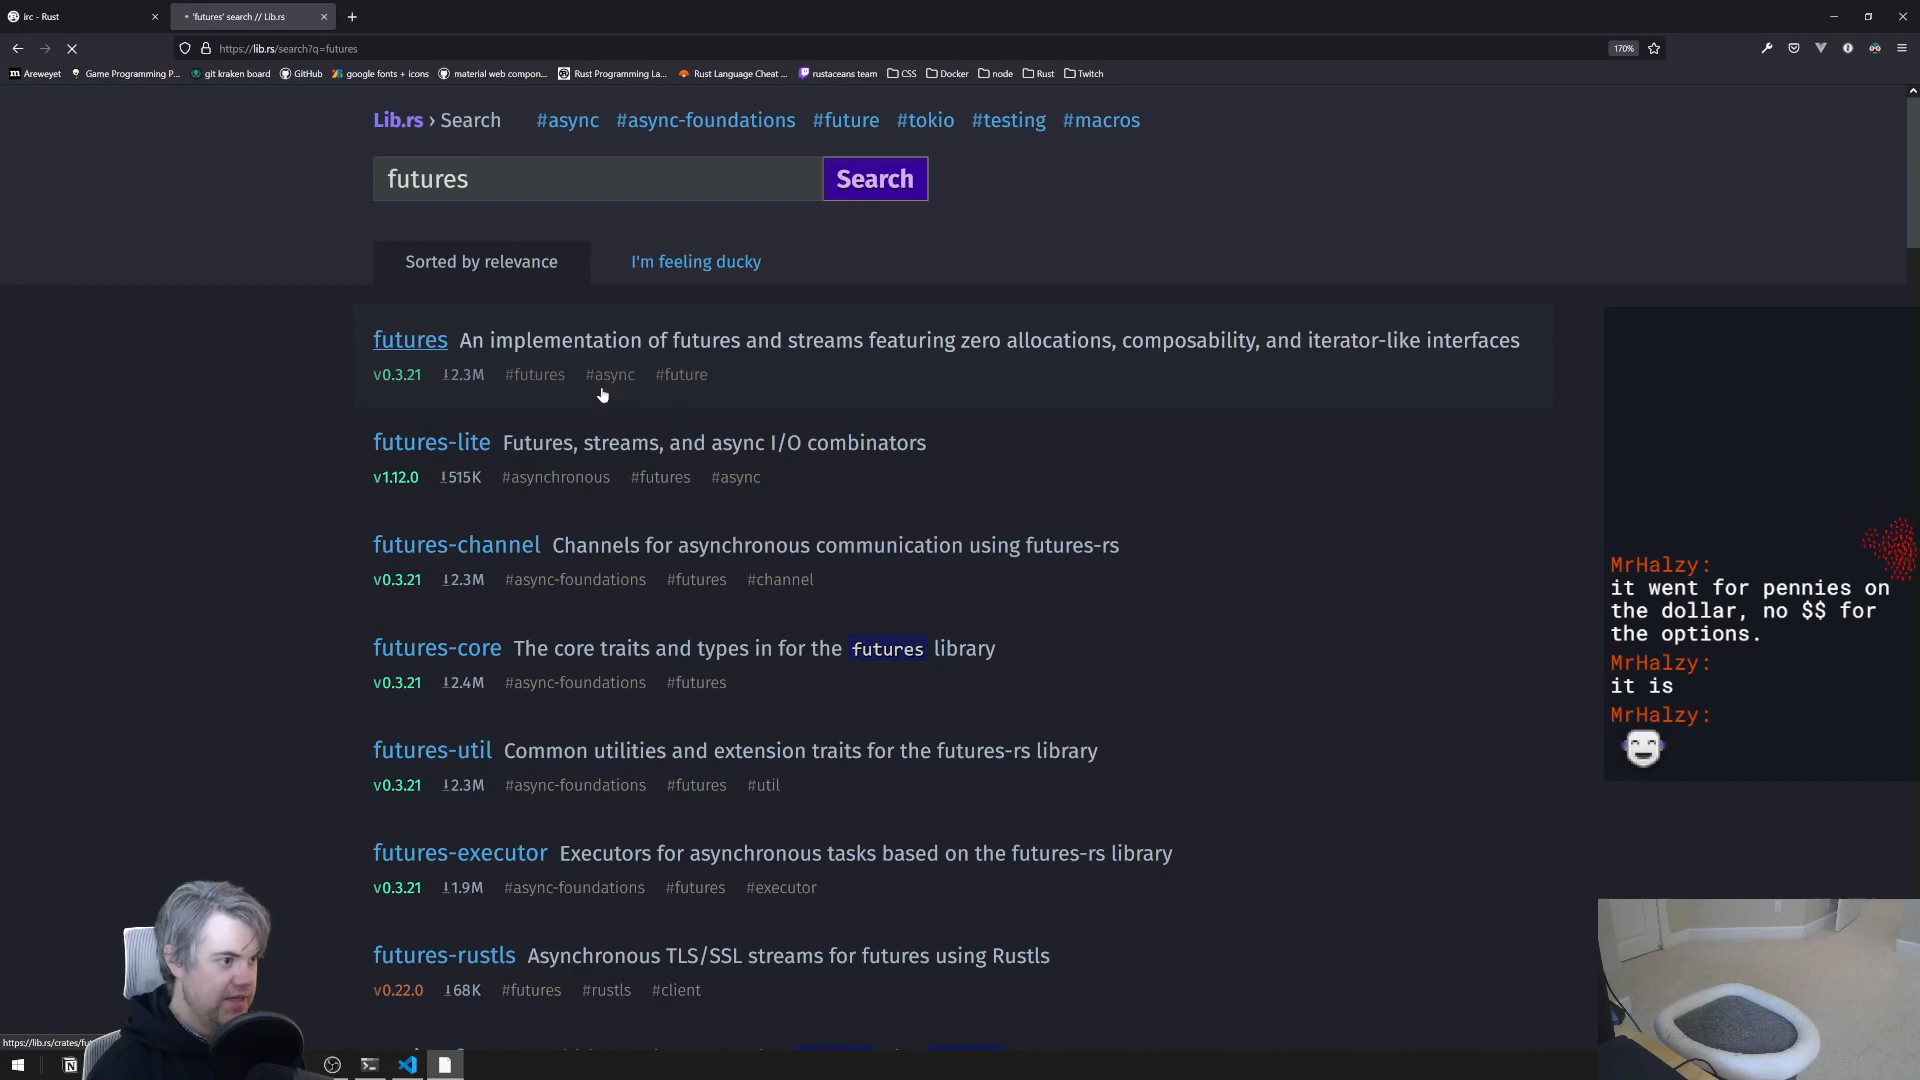 irc - Rust
'futures' search // Lib.rs
https://lib.rs/search?q=futures
170%
Areweyet
Game Programming P...
git kraken board
GitHub
google fonts + icons
material web compon...
Rust Programming La...
Rust Language Cheat ...
rustaceans team
CSS
Docker
node
Rust
Twitch
Lib.rs › Search #async #async-foundations #future #tokio #testing #macros
futures Search
Sorted by relevance I'm feeling ducky
futures An implementation of futures and streams featuring zero allocations, composability, and iterator-like interfaces
v0.3.21 2.3M #futures #async #future
futures-lite Futures, streams, and async I/O combinators
v1.12.0 515K #asynchronous #futures #async
futures-channel Channels for asynchronous communication using futures-rs
v0.3.21 2.3M #async-foundations #futures #channel
futures-core The core traits and types in for the futures library
v0.3.21 2.4M #async-foundations #futures
futures-util Common utilities and extension traits for the futures-rs library
v0.3.21 2.3M #async-foundations #futures #util
futures-executor Executors for asynchronous tasks based on the futures-rs library
v0.3.21 1.9M #async-foundations #futures #executor
futures-rustls Asynchronous TLS/SSL streams for futures using Rustls
v0.22.0 68K #futures #rustls #client
MrHalzy:
it went for pennies on
the dollar, no $$ for
the options.
MrHalzy:
it is
MrHalzy:
https://lib.rs/crates/fu